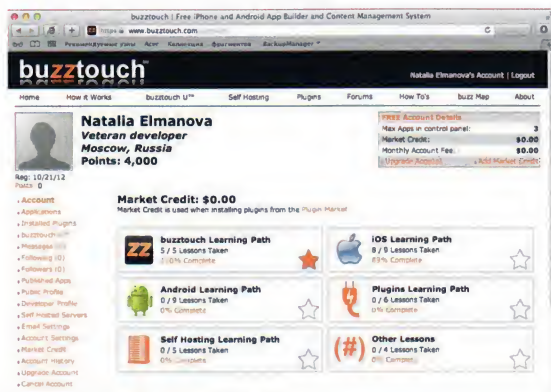 buzztouch | Free iPhone and Android App Builder and Content Management System
www.buzztouch.com
Рекомендуемые узлы Acer Коллекция фрагментов BackupManager
buzztouch
Natalia Elmanova's Account | Logout
Home How it Works buzztouch U™ Self Hosting Plugins Forums How To's buzz Map About
Natalia Elmanova
Veteran developer
Moscow, Russia
Points: 4,000
Reg: 10/21/12
Posts: 0
FREE Account Details
Max Apps in control panel: 3
Market Credit: $0.00
Monthly Account Fee: $0.00
Upgrade Account Add Market Credit
Account
Applications
Installed Plugins
buzztouch
Messages
Following (0)
Followers (0)
Published Apps
Public Profile
Developer Profile
Self Hosted Servers
Email Settings
Account Settings
Market Credit
Account History
Upgrade Account
Cancel Account
Market Credit: $0.00
Market Credit is used when installing plugins from the Plugin Market
zz
buzztouch Learning Path
5 / 5 Lessons Taken
100% Complete
iOS Learning Path
8 / 9 Lessons Taken
89% Complete
Android Learning Path
0 / 9 Lessons Taken
0% Complete
Plugins Learning Path
0 / 6 Lessons Taken
0% Complete
Self Hosting Learning Path
0 / 5 Lessons Taken
0% Complete
(#)
Other Lessons
0 / 4 Lessons Taken
0% Complete